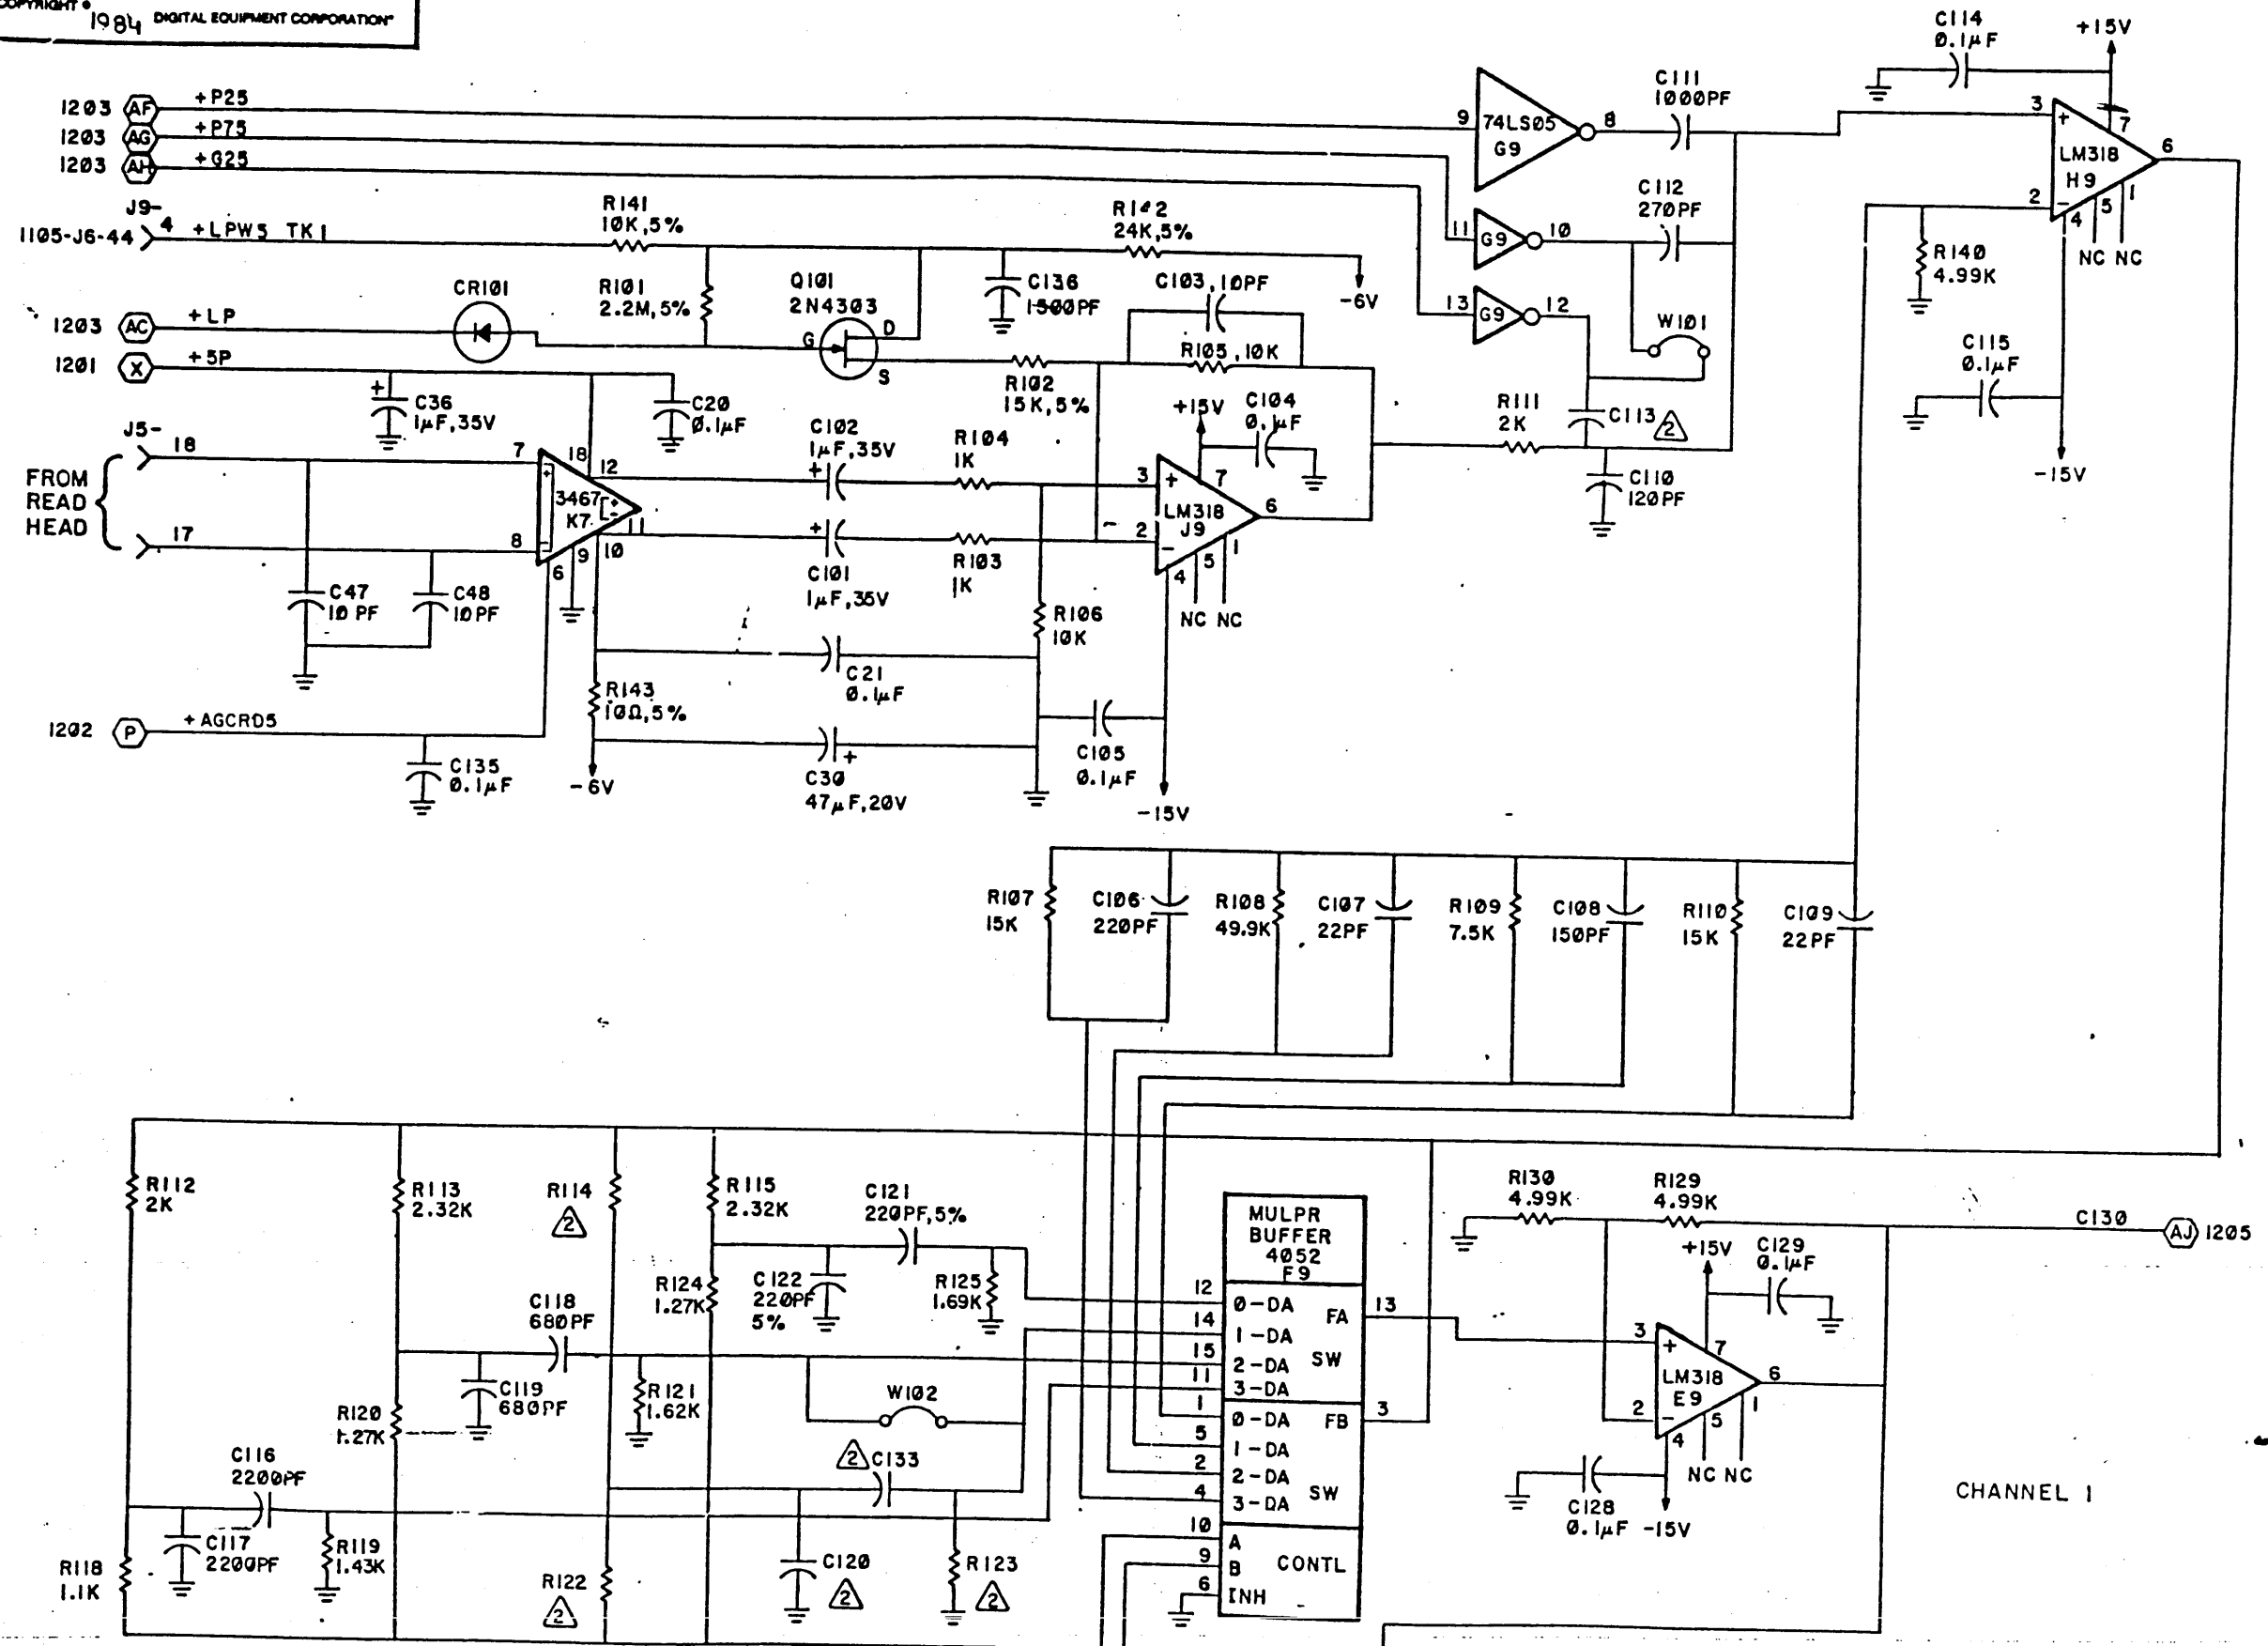 COPYRIGHT © 1984 DIGITAL EQUIPMENT CORPORATION"
C114
0.1µF
+15V
1203 AF +P25
1203 AG +P75
1203 AH +G25
9 74LS05 8
G9
C111
1000PF
3 +
7
LM318
H9
6
2 -
4 5 1
NC NC
C112
270PF
11 G9 10
13 G9 12
W101
R140
4.99K
C115
0.1µF
-15V
J9-
1105-J6-44 4 +LPW5 TK1
R141
10K,5%
R142
24K,5%
-6V
CR101
R101
2.2M,5%
Q101
2N4303
G D S
C136
1500PF
C103,10PF
R105,10K
1203 AC +LP
1201 X +5P
R102
15K,5%
C36
1µF,35V
C20
0.1µF
+15V
C104
0.1µF
R111
2K
C113 2
C110
120PF
J5-
18
17
FROM
READ
HEAD
7 + 18 12
3467
K7
8 - 11
6 9 10
C102
1µF,35V
R104
1K
C101
1µF,35V
R103
1K
3 + 7
LM318
J9
6
2 -
4 5 1
NC NC
C47
10PF
C48
10PF
R106
10K
C21
0.1µF
R143
10Ω,5%
C105
0.1µF
1202 P +AGCRD5
C135
0.1µF
-6V
C30
47µF,20V
-15V
R107
15K
C106
220PF
R108
49.9K
C107
22PF
R109
7.5K
C108
150PF
R110
15K
C109
22PF
R112
2K
R113
2.32K
R114
2
R115
2.32K
C121
220PF,5%
R124
1.27K
C122
220PF
5%
R125
1.69K
C118
680PF
C119
680PF
R121
1.62K
W102
R120
1.27K
C116
2200PF
2 C133
C117
2200PF
R119
1.43K
R118
1.1K
R122
2
C120
2
R123
2
MULPR
BUFFER
4052
F9
12 0-DA FA 13
14 1-DA
15 2-DA SW
11 3-DA
1 0-DA FB 3
5 1-DA
2 2-DA
4 3-DA SW
10 A
9 B CONTL
6 INH
R130
4.99K
R129
4.99K
C130 AJ 1205
+15V
C129
0.1µF
3 + 7
LM318
E9
6
2 -
4 5 1
NC NC
C128
0.1µF -15V
CHANNEL 1